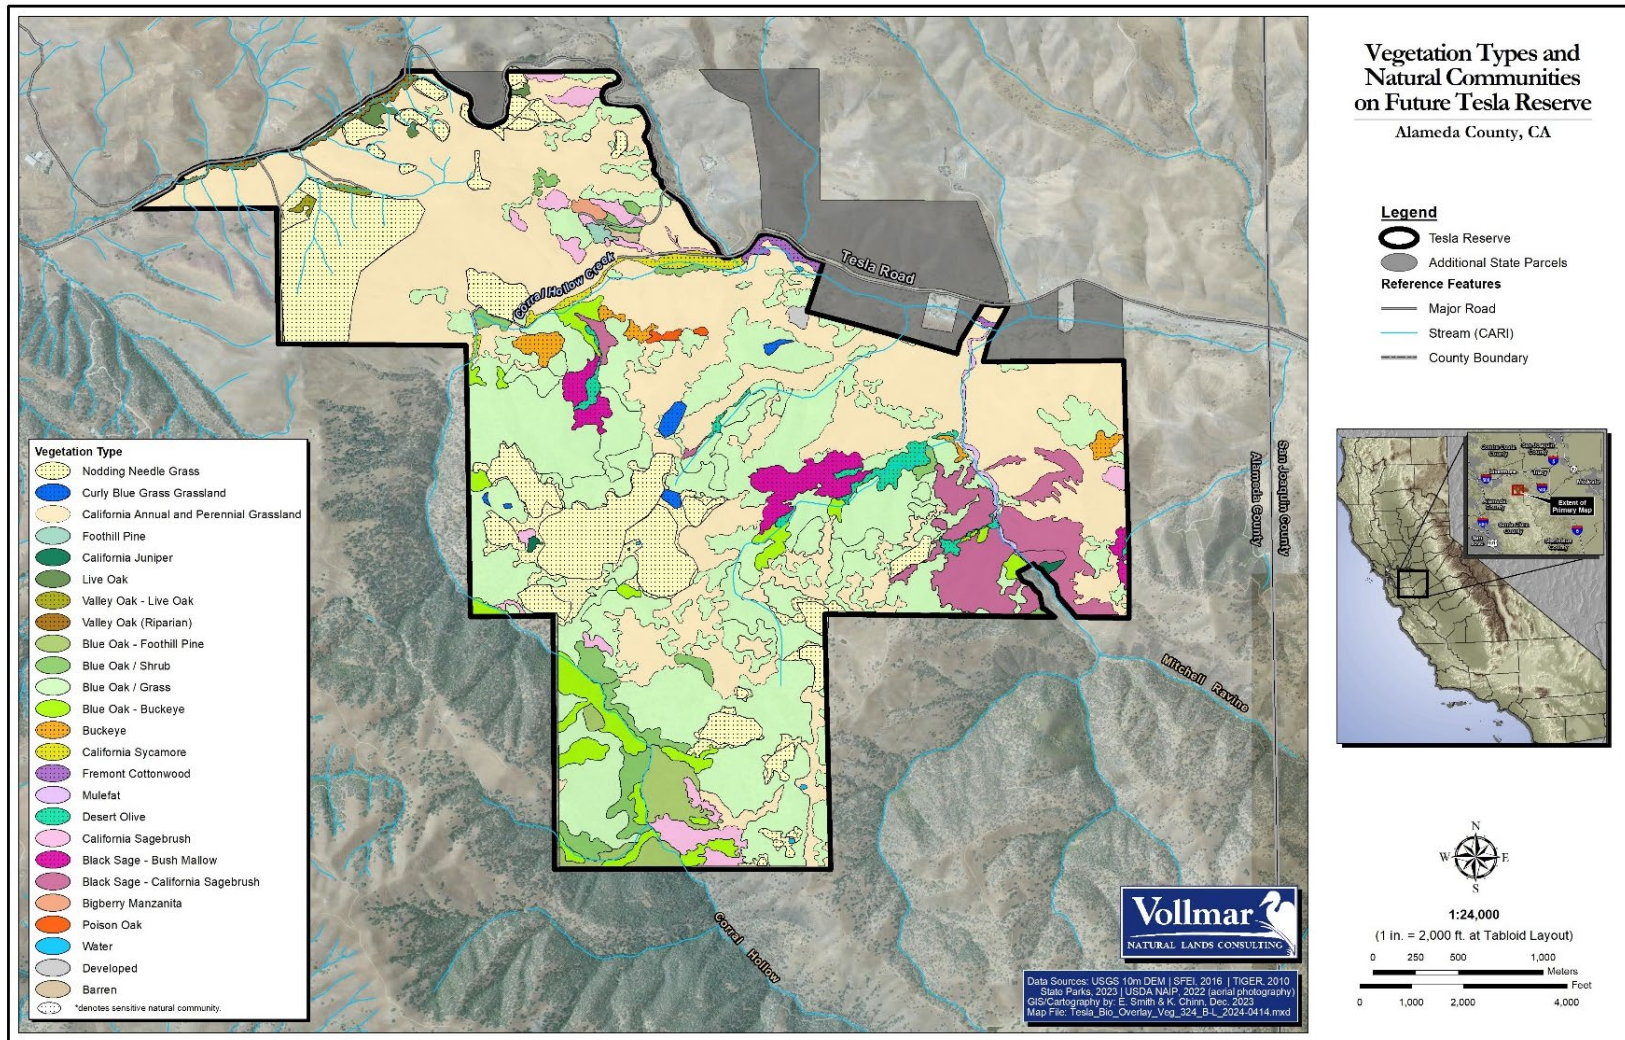 Vegetation Types and
Natural Communities
on Future Tesla Reserve
Alameda County, CA
Legend
Tesla Reserve
Additional State Parcels
Reference Features
Major Road
Stream (CARI)
County Boundary
Tesla Road
Corral Hollow Creek
San Joaquin County
Alameda County
Mitchell Ravine
Corral Hollow
Vegetation Type
Nodding Needle Grass
Curly Blue Grass Grassland
California Annual and Perennial Grassland
Foothill Pine
California Juniper
Live Oak
Valley Oak - Live Oak
Valley Oak (Riparian)
Blue Oak - Foothill Pine
Blue Oak / Shrub
Blue Oak / Grass
Blue Oak - Buckeye
Buckeye
California Sycamore
Fremont Cottonwood
Mulefat
Desert Olive
California Sagebrush
Black Sage - Bush Mallow
Black Sage - California Sagebrush
Bigberry Manzanita
Poison Oak
Water
Developed
Barren
*denotes sensitive natural community.
Extent of
Primary Map
N
W E
S
1:24,000
(1 in. = 2,000 ft. at Tabloid Layout)
0 250 500 1,000
Meters
Feet
0 1,000 2,000 4,000
Vollmar
NATURAL LANDS CONSULTING
Data Sources: USGS 10m DEM | SFEI, 2016 | TIGER, 2010
State Parks, 2023 | USDA NAIP, 2022 (aerial photography)
GIS/Cartography by: E. Smith & K. Chinn, Dec. 2023
Map File: Tesla_Bio_Overlay_Veg_324_B-L_2024-0414.mxd